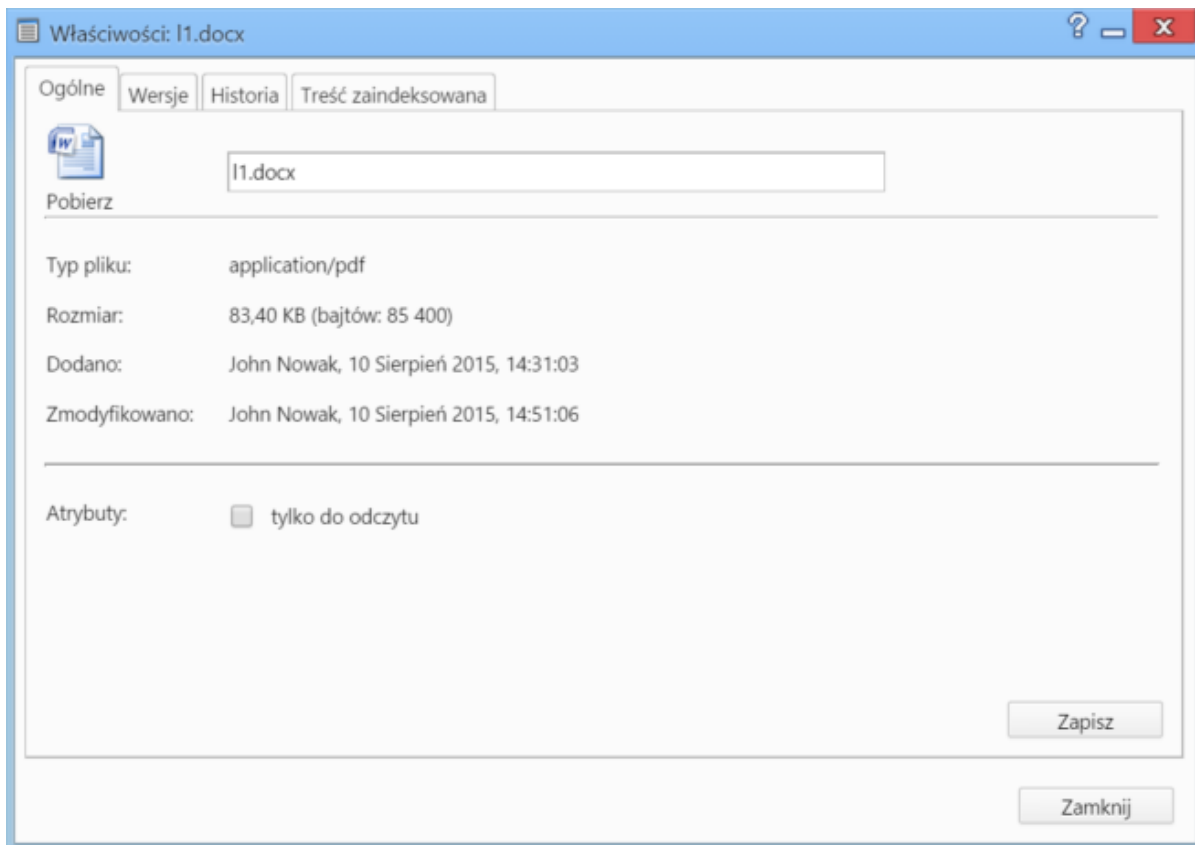 Właściwości: l1.docx
Ogólne Wersje Historia Treść zaindeksowana
l1.docx
Pobierz
Typ pliku: application/pdf
Rozmiar: 83,40 KB (bajtów: 85 400)
Dodano: John Nowak, 10 Sierpień 2015, 14:31:03
Zmodyfikowano: John Nowak, 10 Sierpień 2015, 14:51:06
Atrybuty: tylko do odczytu
Zapisz
Zamknij